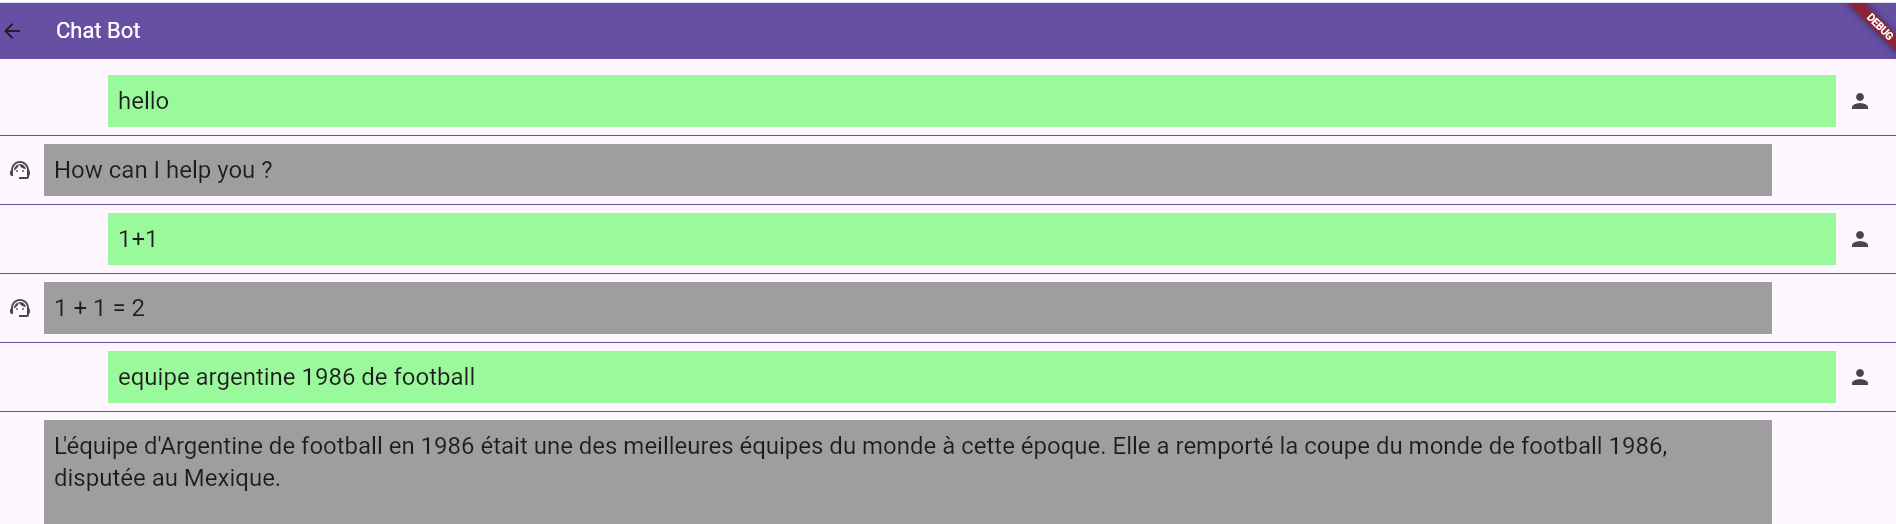 Chat Bot
DEBUG
hello
How can I help you ?
1+1
1 + 1 = 2
equipe argentine 1986 de football
L'équipe d'Argentine de football en 1986 était une des meilleures équipes du monde à cette époque. Elle a remporté la coupe du monde de football 1986,
disputée au Mexique.